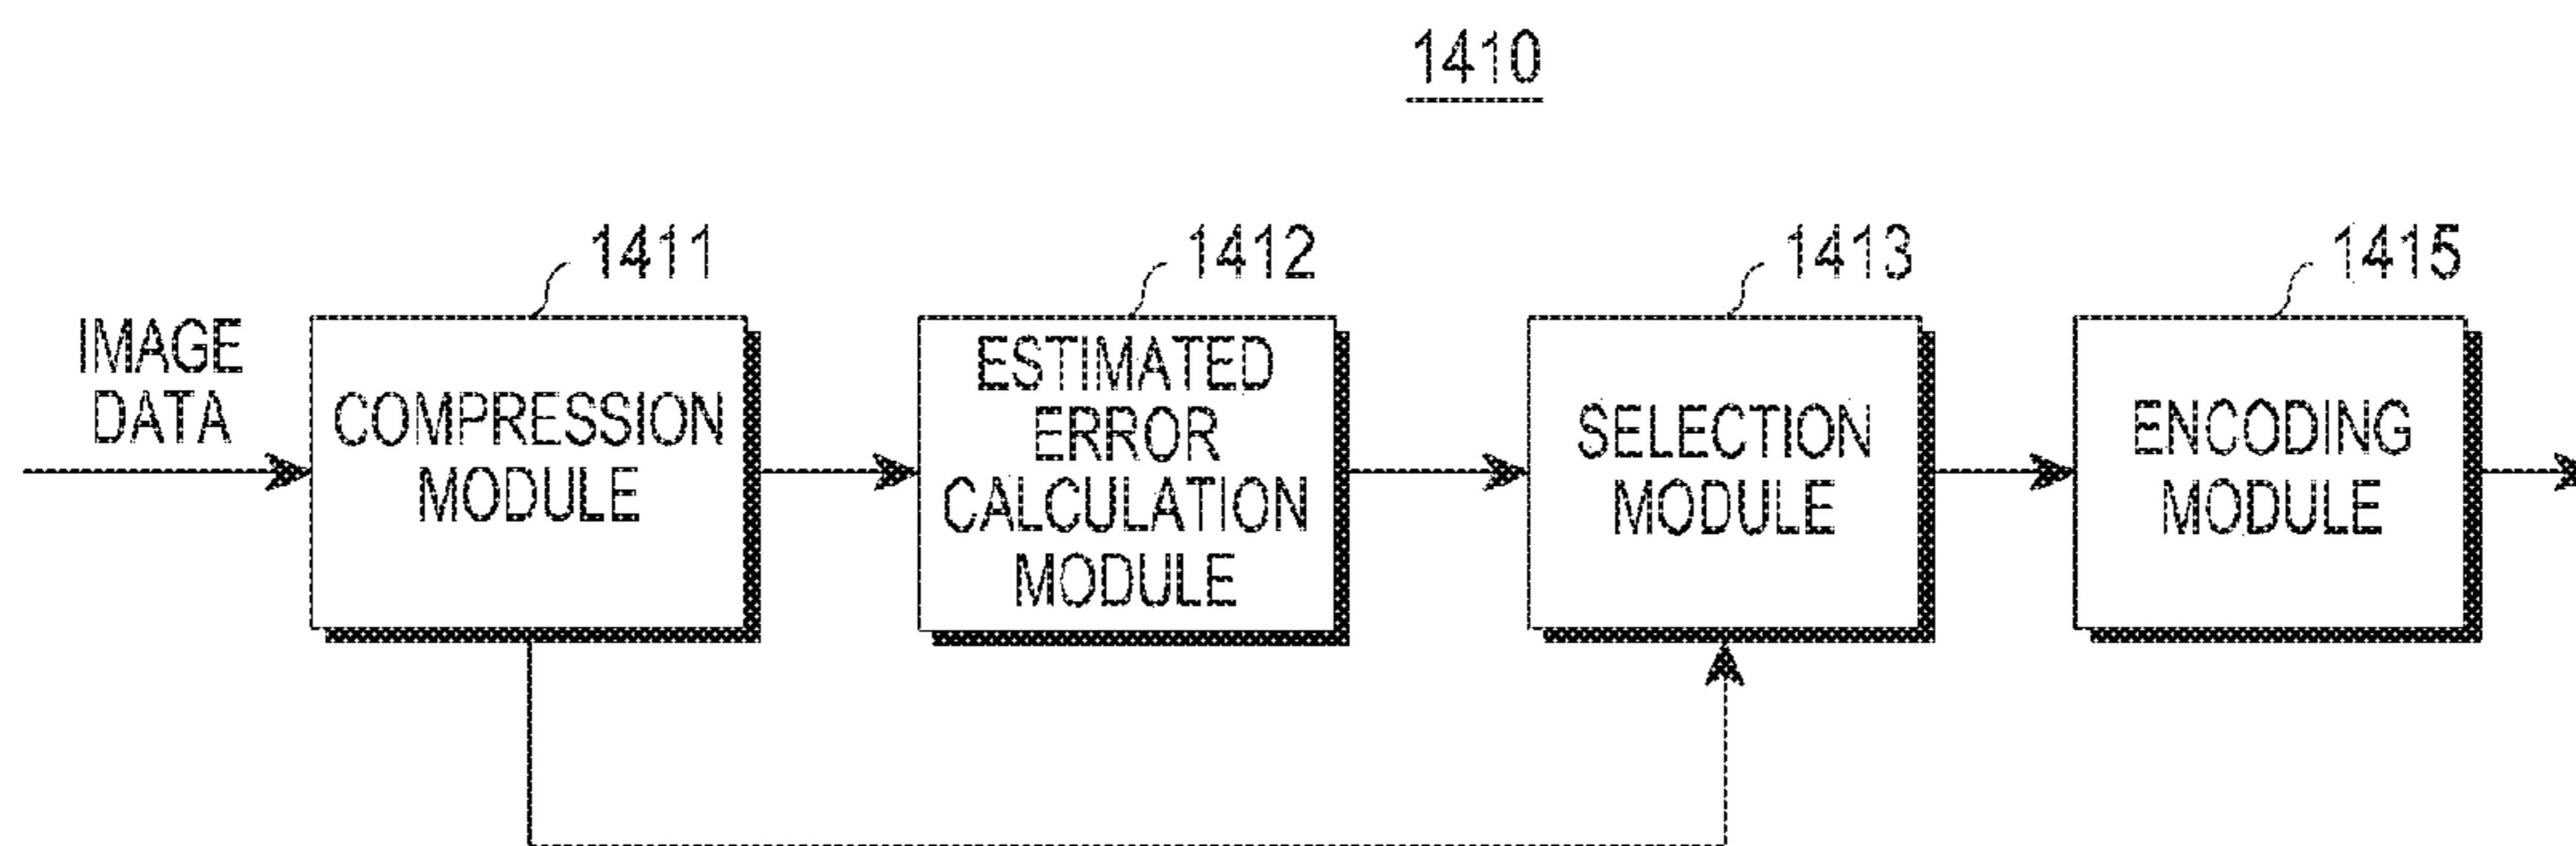 1410
1411
1412
1413
1415
IMAGE
DATA
COMPRESSION
MODULE
ESTIMATED
ERROR
CALCULATION
MODULE
SELECTION
MODULE
ENCODING
MODULE